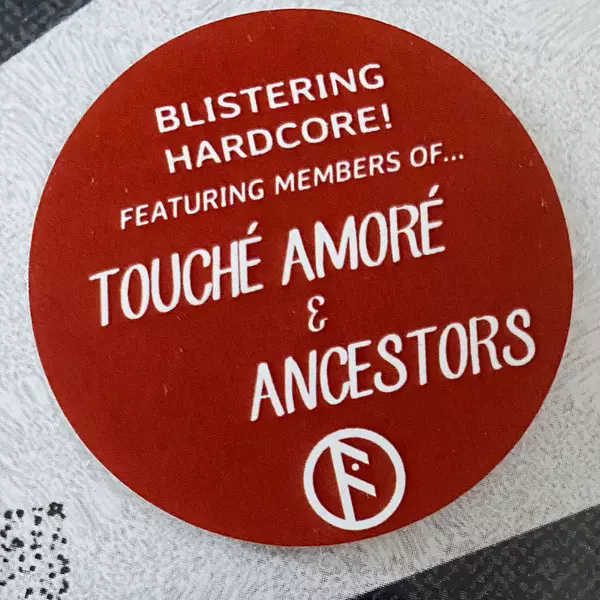 BLISTERING
HARDCORE!
FEATURING MEMBERS OF...
TOUCHÉ AMORÉ
&
ANCESTORS